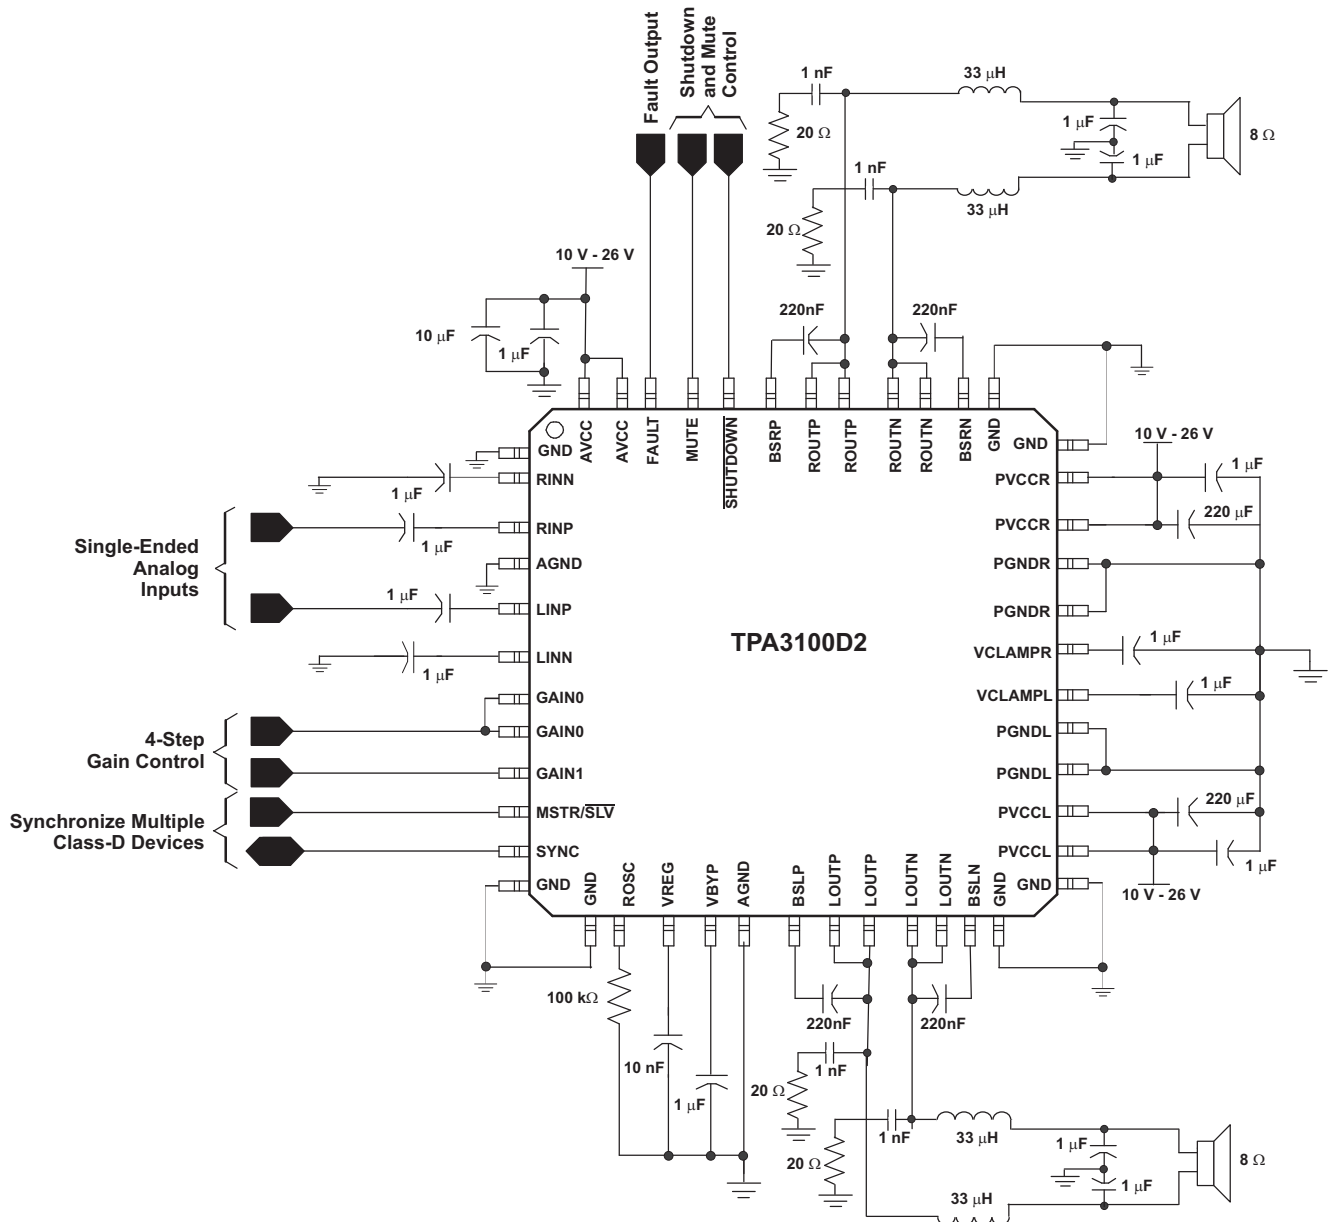 Fault Output
Shutdown
and Mute
Control
1 nF
33 μH
20 Ω
1 μF
1 μF
8 Ω
1 nF
33 μH
20 Ω
10 V - 26 V
10 μF
1 μF
220nF
220nF
AVCC
AVCC
FAULT
MUTE
SHUTDOWN
BSRP
ROUTP
ROUTP
ROUTN
ROUTN
BSRN
GND
GND
RINN
1 μF
RINP
1 μF
AGND
1 μF
LINP
LINN
1 μF
GAIN0
GAIN0
GAIN1
MSTR/SLV
SYNC
GND
Single-Ended
Analog
Inputs
4-Step
Gain Control
Synchronize Multiple
Class-D Devices
TPA3100D2
GND
10 V - 26 V
PVCCR
1 μF
PVCCR
220 μF
PGNDR
PGNDR
VCLAMPR
1 μF
VCLAMPL
1 μF
PGNDL
PGNDL
PVCCL
220 μF
PVCCL
1 μF
GND
10 V - 26 V
GND
ROSC
VREG
VBYP
AGND
BSLP
LOUTP
LOUTP
LOUTN
LOUTN
BSLN
GND
100 kΩ
10 nF
1 μF
220nF
220nF
1 nF
20 Ω
1 nF
33 μH
20 Ω
1 μF
1 μF
8 Ω
33 μH